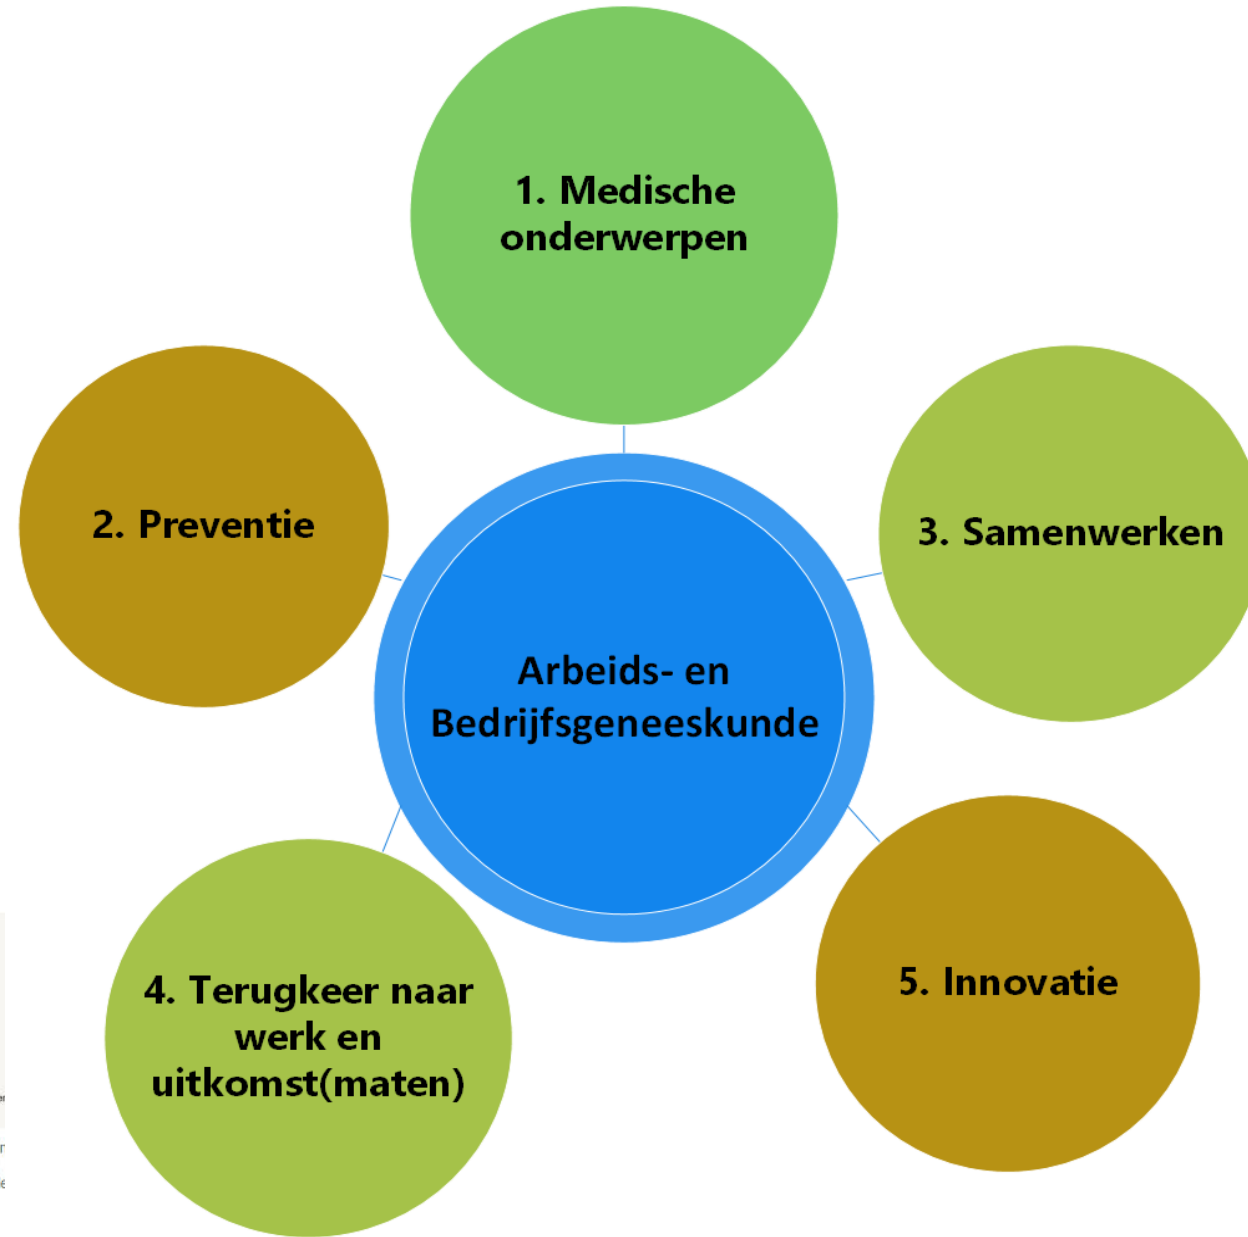 1. Medische
onderwerpen
2. Preventie
3. Samenwerken
Arbeids- en
Bedrijfsgeneeskunde
4. Terugkeer naar
werk en
uitkomst(maten)
5. Innovatie